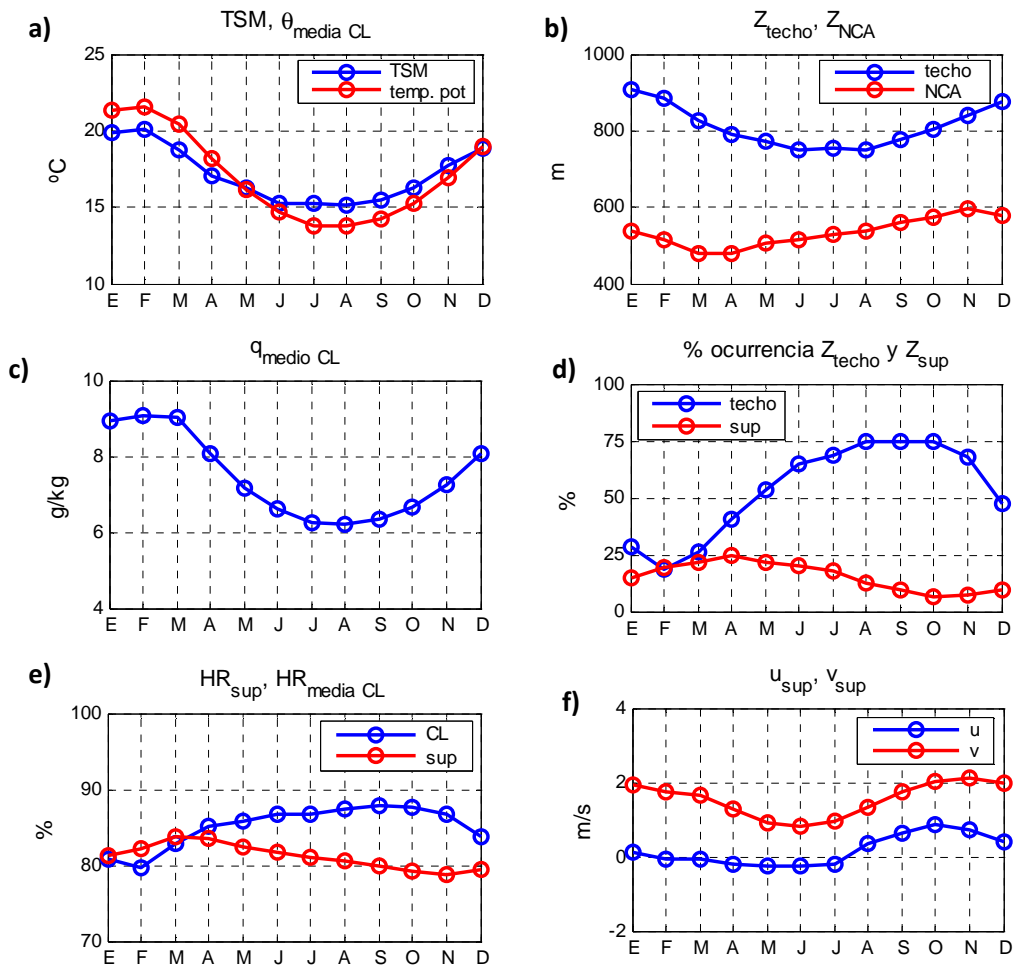 a)
TSM, θmedia CL
25
20
15
10
ºC
TSM
temp. pot
E F M A M J J A S O N D
b)
Ztecho, ZNCA
1000
800
600
400
m
techo
NCA
E F M A M J J A S O N D
c)
qmedio CL
10
8
6
4
g/kg
E F M A M J J A S O N D
d)
% ocurrencia Ztecho y Zsup
100
75
50
25
0
%
techo
sup
E F M A M J J A S O N D
e)
HRsup, HRmedia CL
100
90
80
70
%
CL
sup
E F M A M J J A S O N D
f)
usup, vsup
4
2
0
-2
m/s
u
v
E F M A M J J A S O N D